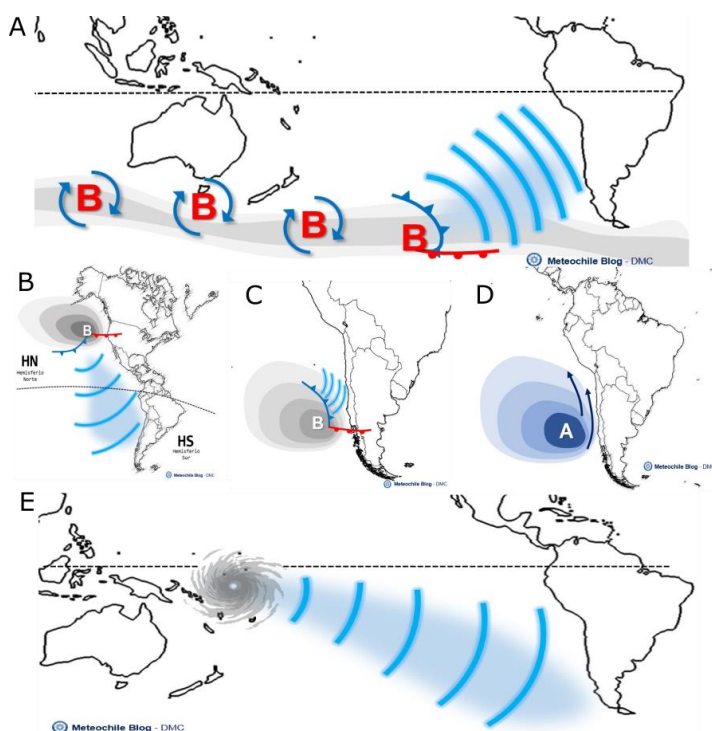 A
B
B
B
B
Meteochile Blog - DMC
B
B
HN
Hemisferio
Norte
HS
Hemisferio
Sur
Meteochile Blog - DMC
C
B
Meteochile Blog - DMC
D
A
Meteochile Blog - DMC
E
Meteochile Blog - DMC